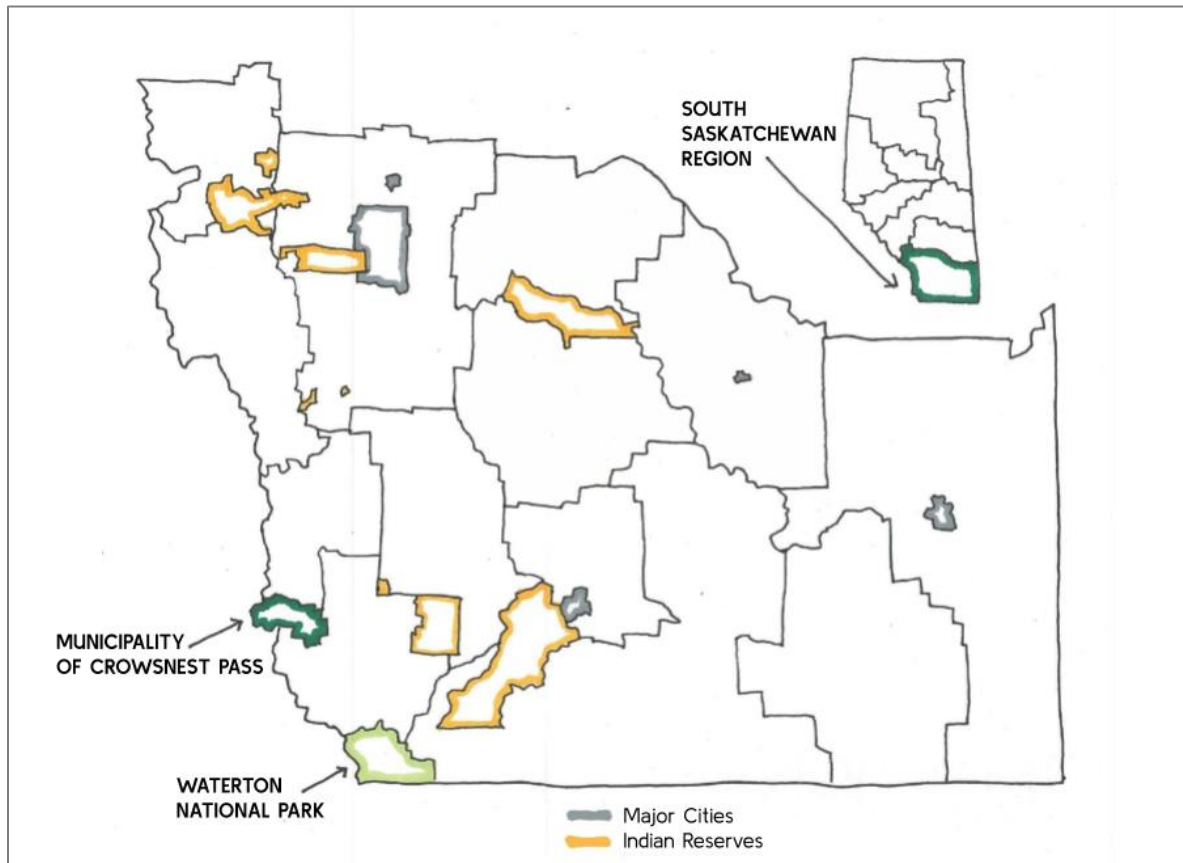 SOUTH
SASKATCHEWAN
REGION
MUNICIPALITY
OF CROWSNEST PASS
WATERTON
NATIONAL PARK
Major Cities
Indian Reserves